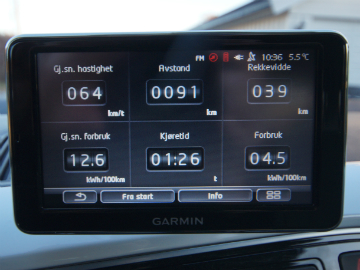 FM 10:36 5.5°C
Gj.sn. hastighet Avstand Rekkevidde
064 0091 039
km/t km km
Gj.sn. forbruk Kjøretid Forbruk
12.6 01:26 04.5
kWh/100km t kWh/100km
Fra start Info
GARMIN